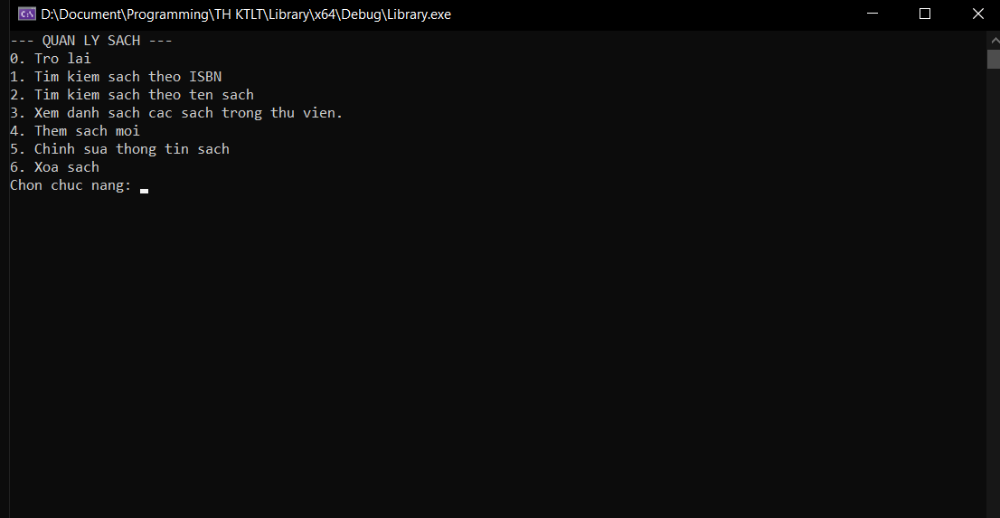 D:\Document\Programming\TH KTLT\Library\x64\Debug\Library.exe
--- QUAN LY SACH ---
0. Tro lai
1. Tim kiem sach theo ISBN
2. Tim kiem sach theo ten sach
3. Xem danh sach cac sach trong thu vien.
4. Them sach moi
5. Chinh sua thong tin sach
6. Xoa sach
Chon chuc nang: